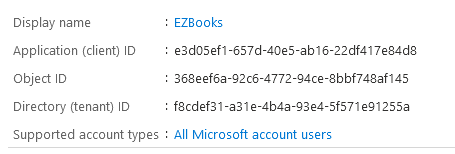 Display name : EZBooks
Application (client) ID : e3d05ef1-657d-40e5-ab16-22df417e84d8
Object ID : 368eef6a-92c6-4772-94ce-8bbf748af145
Directory (tenant) ID : f8cdef31-a31e-4b4a-93e4-5f571e91255a
Supported account types : All Microsoft account users